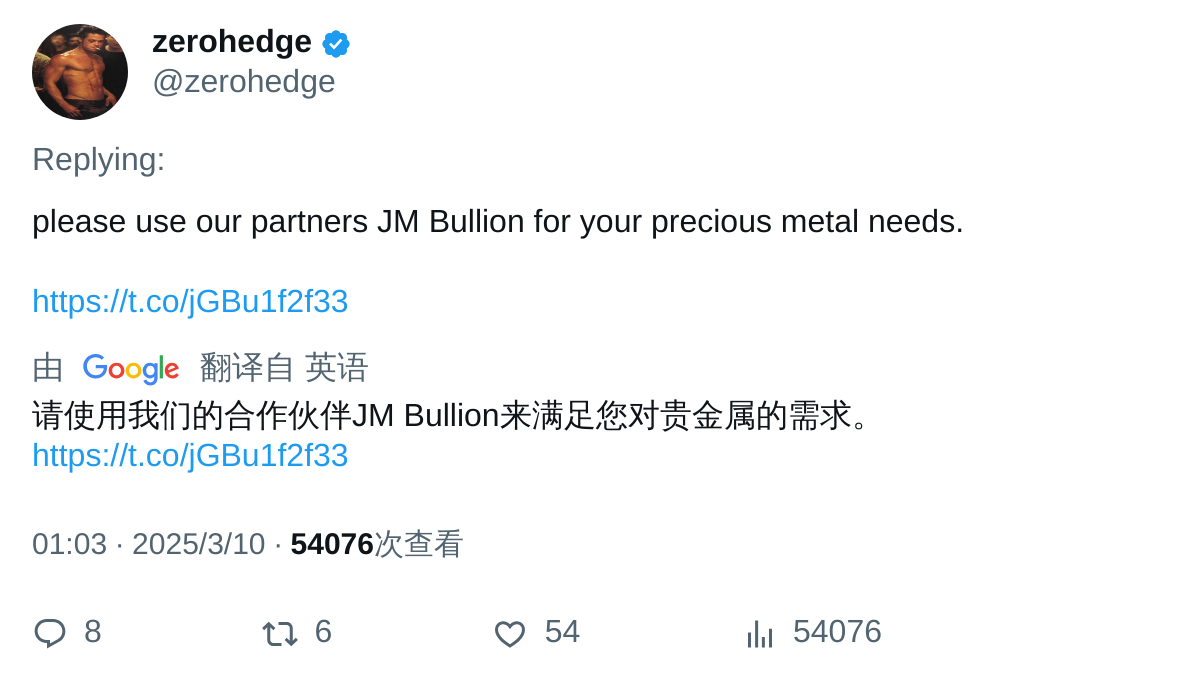 zerohedge
@zerohedge
Replying:
please use our partners JM Bullion for your precious metal needs.
https://t.co/jGBu1f2f33
由 Google 翻译自 英语
请使用我们的合作伙伴JM Bullion来满足您对贵金属的需求。
https://t.co/jGBu1f2f33
01:03 · 2025/3/10 · 54076次查看
8 6 54 54076